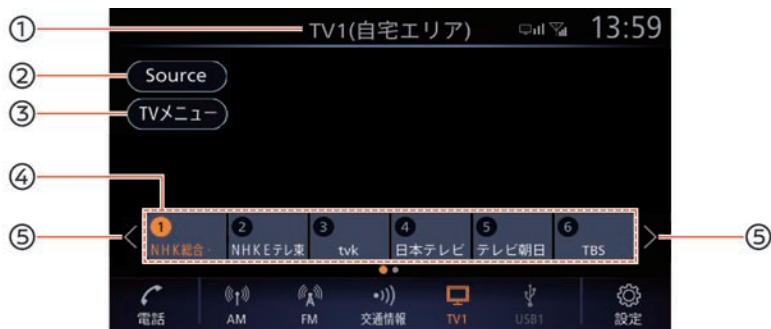 ① TV1(自宅エリア) 13:59
② Source
③ TVメニュー
④
⑤ < 1 2 3 4 5 6 > ⑤
NHK総合・ NHKEテレ東 tvk 日本テレビ テレビ朝日 TBS
電話 AM FM 交通情報 TV1 USB1 設定